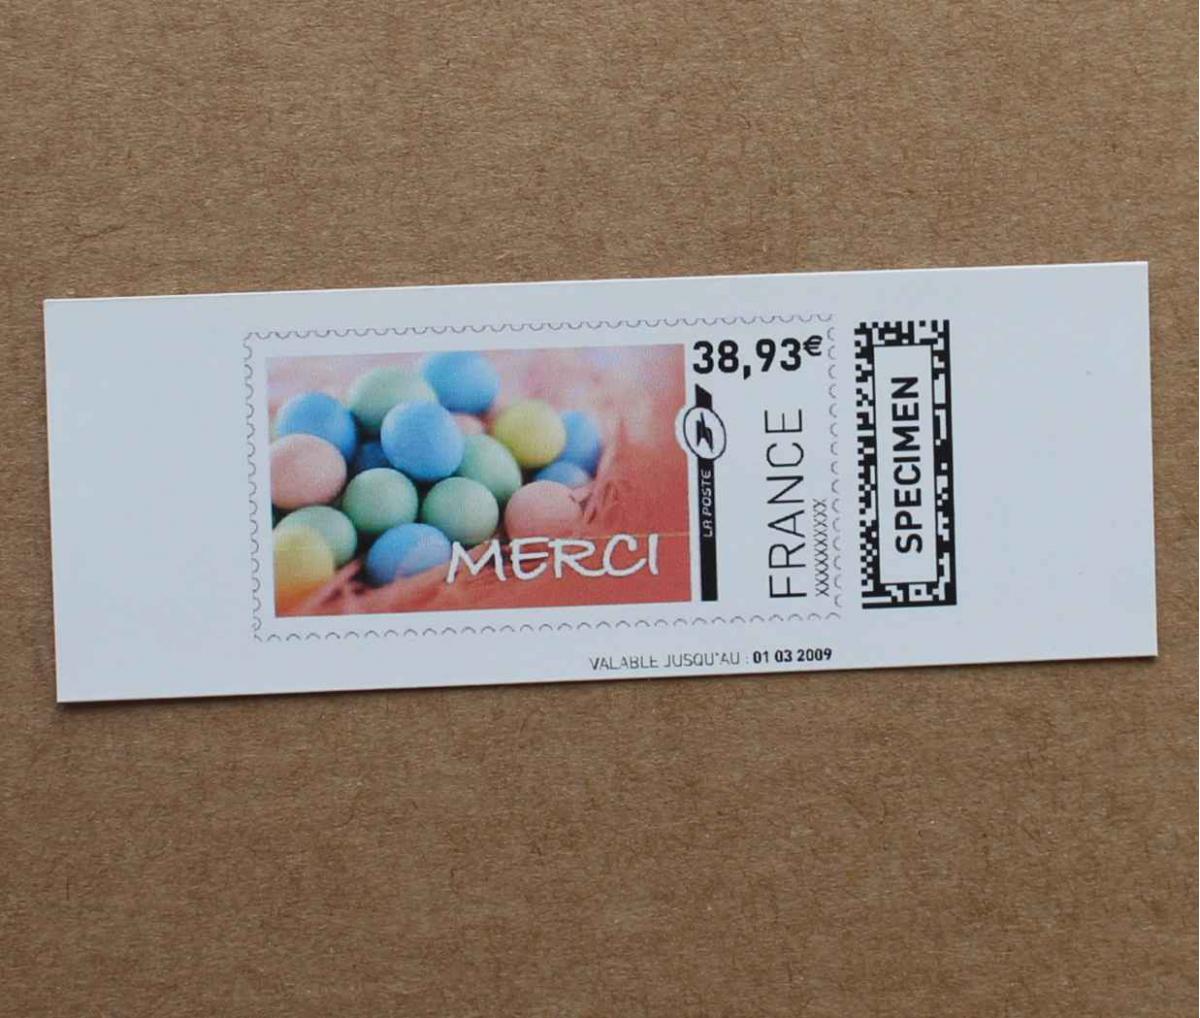 38,93€
MERCI
LA POSTE
FRANCE
XXXXXXXXX
SPECIMEN
VALABLE JUSQU'AU : 01 03 2009